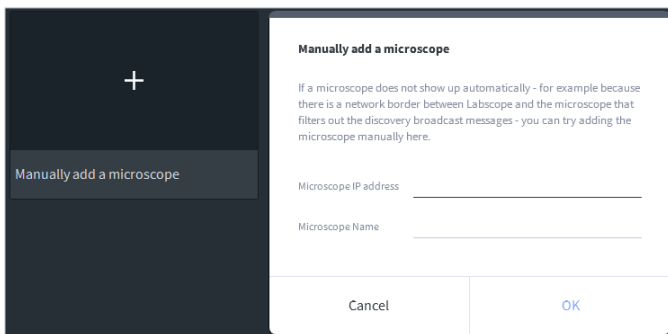 Manually add a microscope
Manually add a microscope
If a microscope does not show up automatically - for example because
there is a network border between Labscope and the microscope that
filters out the discovery broadcast messages - you can try adding the
microscope manually here.
Microscope IP address
Microscope Name
Cancel
OK